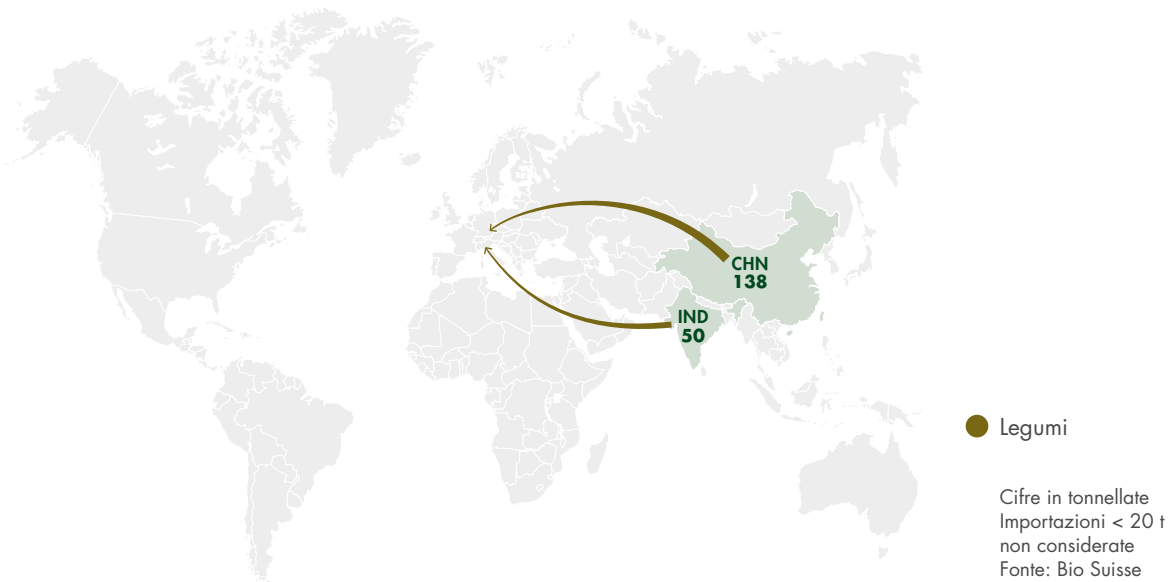 CHN
138
IND
50
Legumi
Cifre in tonnellate
Importazioni < 20 t
non considerate
Fonte: Bio Suisse